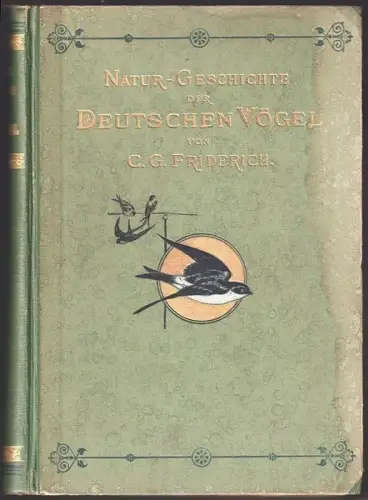 NATUR-GESCHICHTE
DER
DEUTSCHEN VÖGEL
VON
C. G. FRIDERICH.